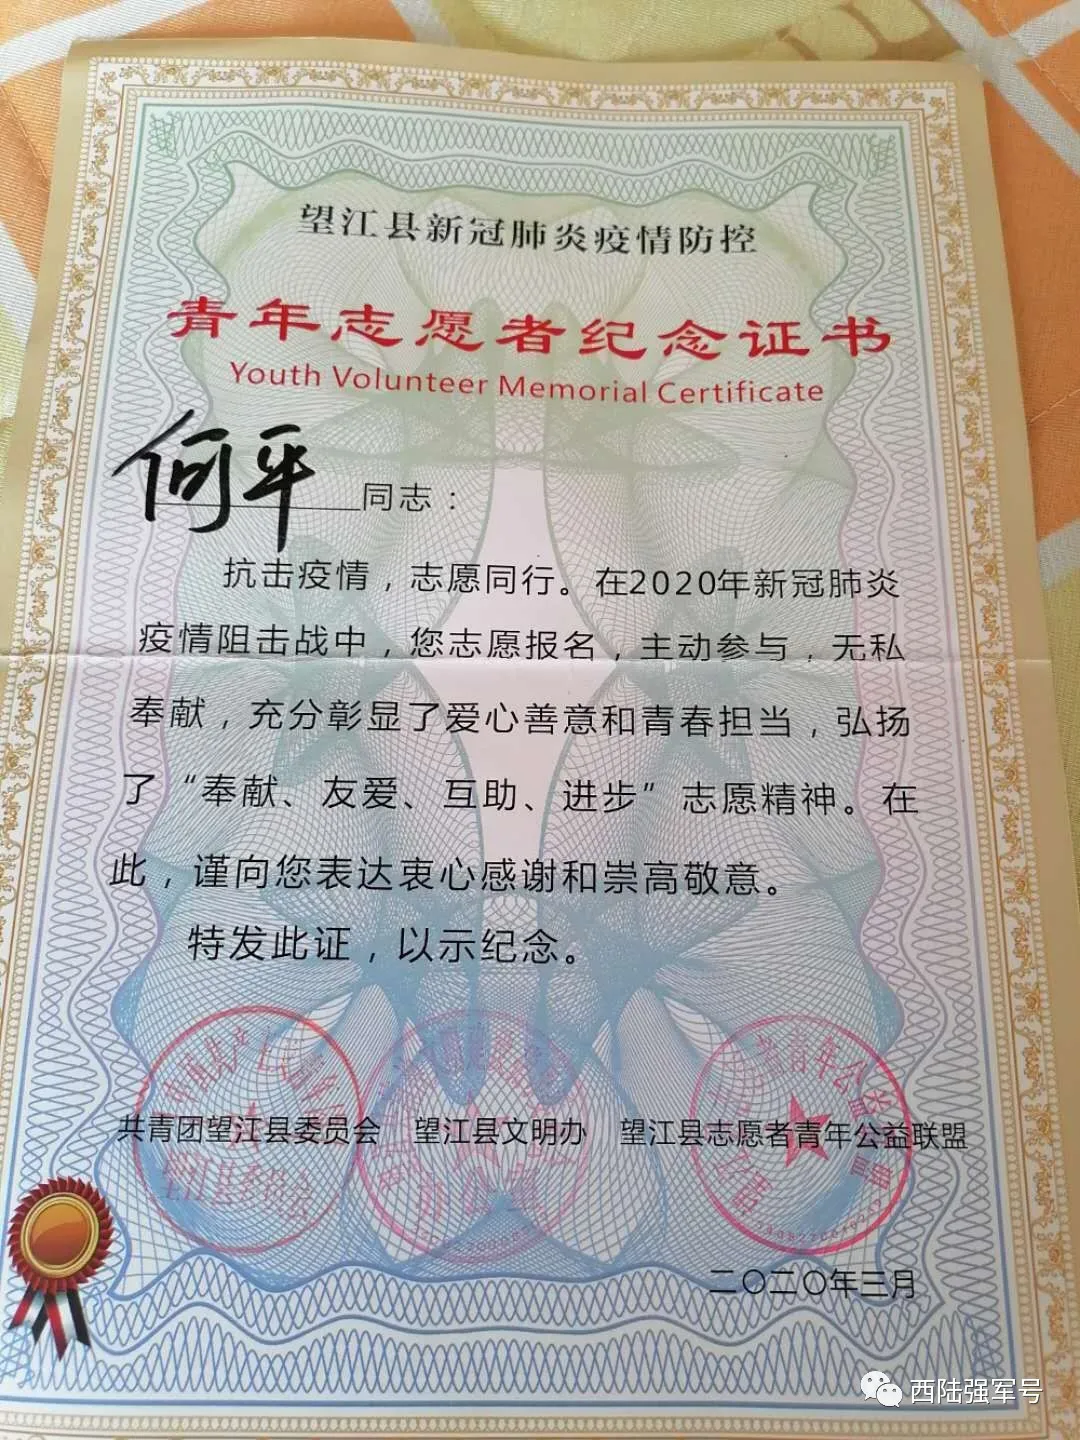 望江县新冠肺炎疫情防控
青年志愿者纪念证书
Youth Volunteer Memorial Certificate
何平 同志：
抗击疫情，志愿同行。在2020年新冠肺炎
疫情阻击战中，您志愿报名，主动参与，无私
奉献，充分彰显了爱心善意和青春担当，弘扬
了“奉献、友爱、互助、进步”志愿精神。在
此，谨向您表达衷心感谢和崇高敬意。
特发此证，以示纪念。
共青团望江县委员会 望江县文明办 望江县志愿者青年公益联盟
望江县委员会
二〇二〇年三月
西陆强军号